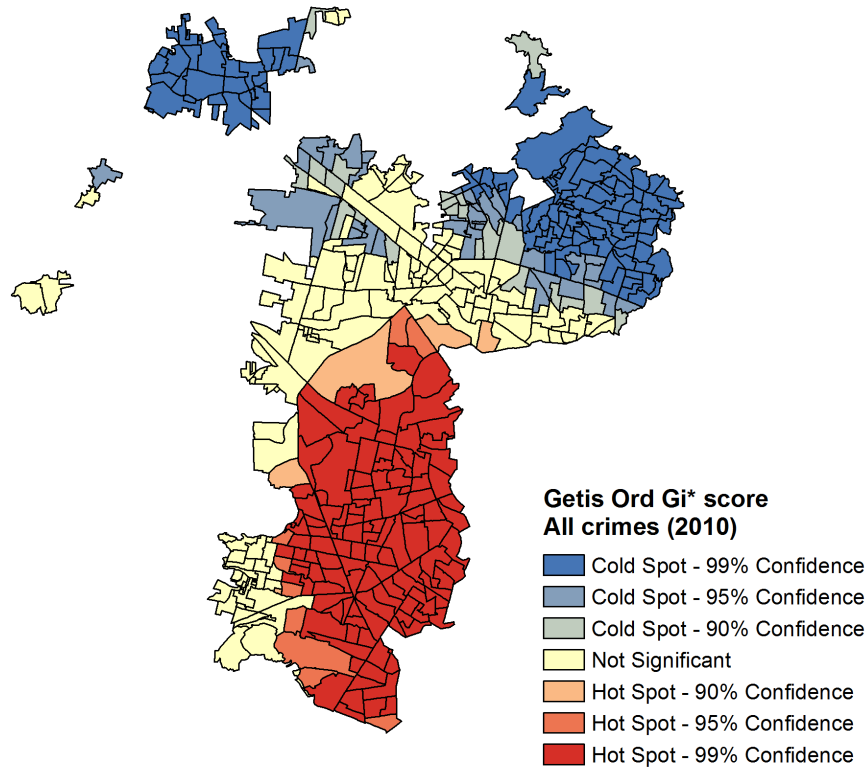 Getis Ord Gi* score
All crimes (2010)
Cold Spot - 99% Confidence
Cold Spot - 95% Confidence
Cold Spot - 90% Confidence
Not Significant
Hot Spot - 90% Confidence
Hot Spot - 95% Confidence
Hot Spot - 99% Confidence